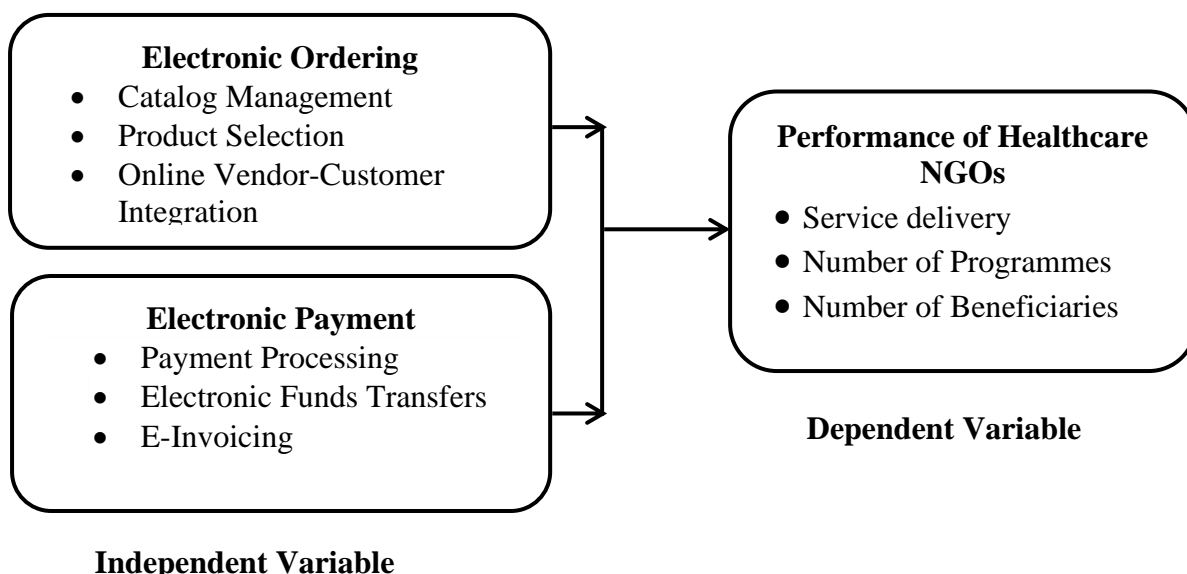 Electronic Ordering
• Catalog Management
• Product Selection
• Online Vendor-Customer
Integration
Electronic Payment
• Payment Processing
• Electronic Funds Transfers
• E-Invoicing
Independent Variable
Performance of Healthcare
NGOs
• Service delivery
• Number of Programmes
• Number of Beneficiaries
Dependent Variable